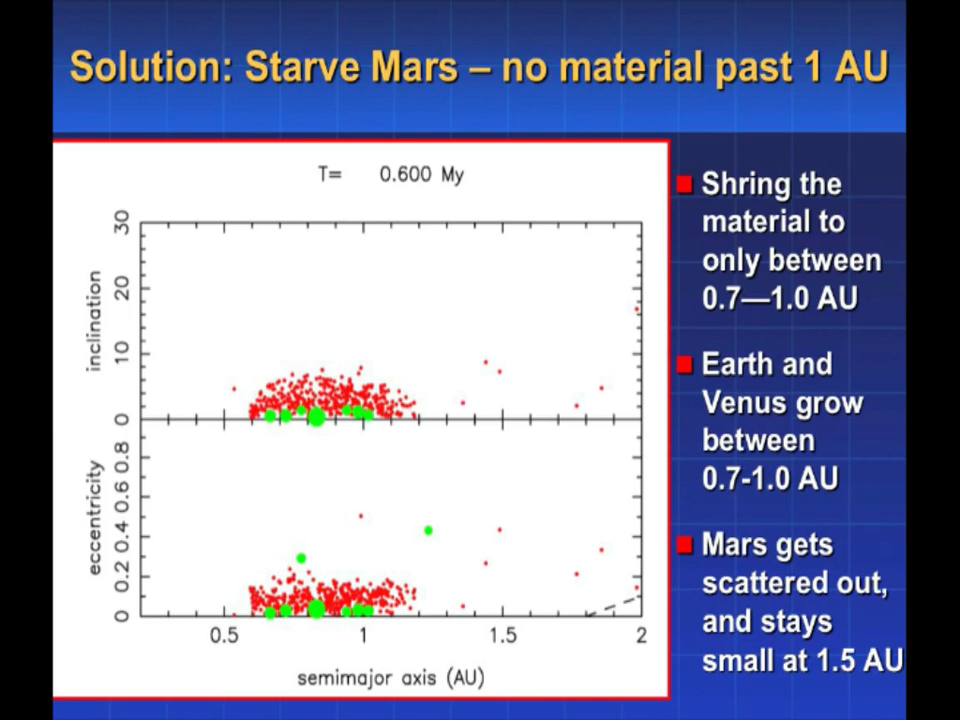 Solution: Starve Mars – no material past 1 AU
T= 0.600 My
30
20
10
0
inclination
0.8
0.6
0.4
0.2
0
eccentricity
0.5 1 1.5 2
semimajor axis (AU)
Shring the
material to
only between
0.7—1.0 AU
Earth and
Venus grow
between
0.7-1.0 AU
Mars gets
scattered out,
and stays
small at 1.5 AU